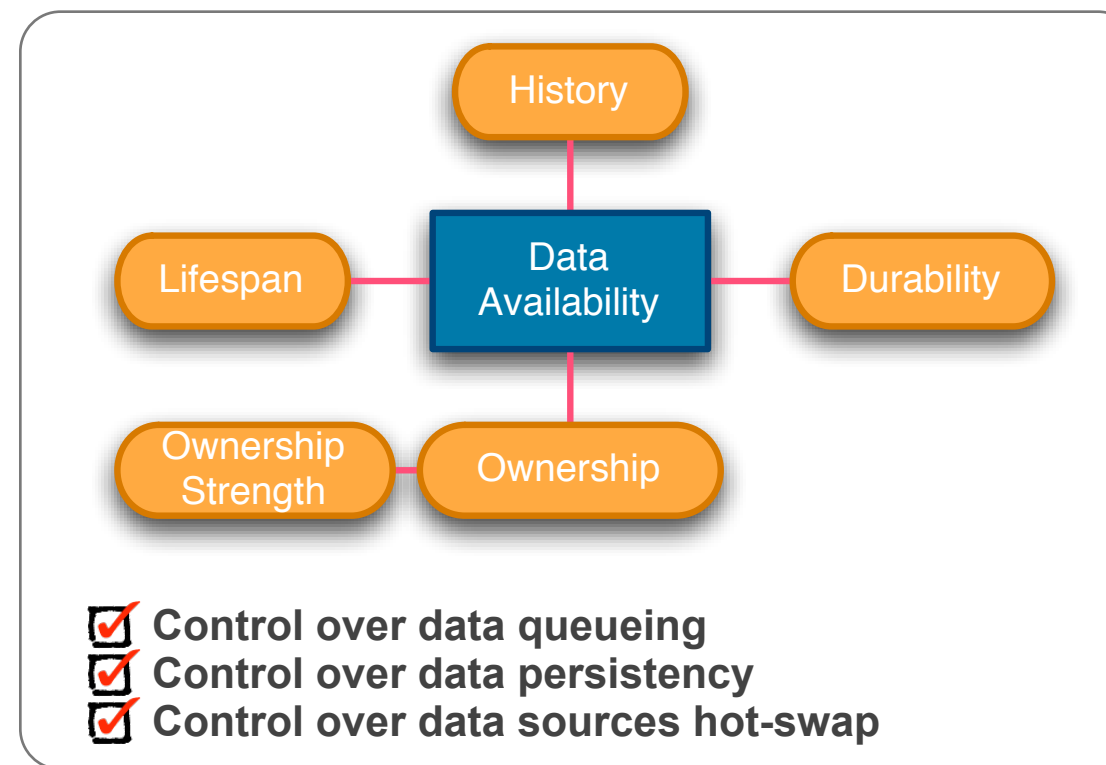 History
Lifespan
Data
Availability
Durability
Ownership
Strength
Ownership
Control over data queueing
Control over data persistency
Control over data sources hot-swap